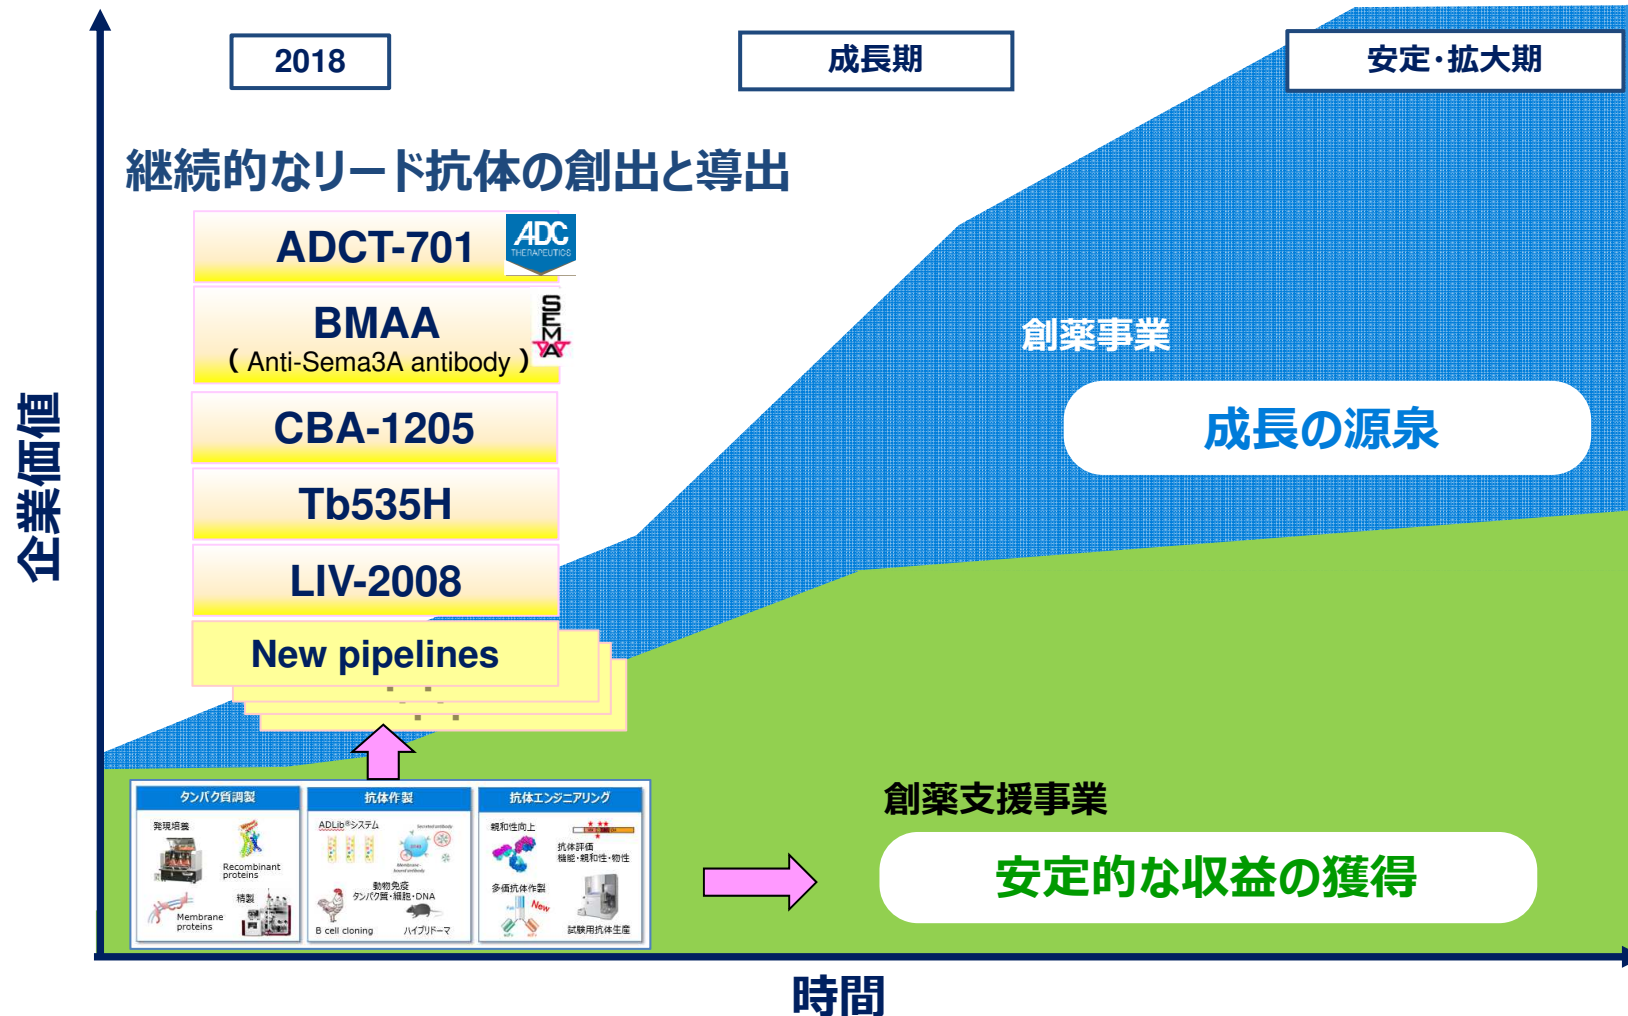 2018
成長期
安定･拡大期
継続的なリード抗体の創出と導出
ADCT-701
ADC
THERAPEUTICS
BMAA
( Anti-Sema3A antibody )
SEMA
CBA-1205
Tb535H
LIV-2008
New pipelines
企業価値
創薬事業
成長の源泉
タンパク質調製
発現培養
Recombinant
proteins
精製
Membrane
proteins
抗体作製
ADLib®システム
Secreted antibody
Membrane-
bound antibody
動物免疫
タンパク質・細胞・DNA
B cell cloning
ハイブリドーマ
抗体エンジニアリング
親和性向上
抗体評価
機能・親和性・物性
多価抗体作製
New
試験用抗体生産
創薬支援事業
安定的な収益の獲得
時間